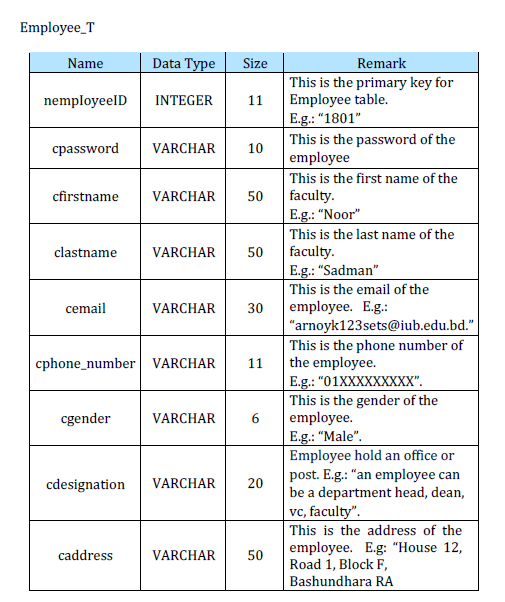 Employee_T
Name Data Type Size Remark
nemployeeID INTEGER 11 This is the primary key for
Employee table.
E.g.: “1801”
cpassword VARCHAR 10 This is the password of the
employee
cfirstname VARCHAR 50 This is the first name of the
faculty.
E.g.: “Noor”
clastname VARCHAR 50 This is the last name of the
faculty.
E.g.: “Sadman”
cemail VARCHAR 30 This is the email of the
employee. E.g.:
“arnoyk123sets@iub.edu.bd.”
cphone_number VARCHAR 11 This is the phone number of
the employee.
E.g.: “01XXXXXXXXX”.
cgender VARCHAR 6 This is the gender of the
employee.
E.g.: “Male”.
cdesignation VARCHAR 20 Employee hold an office or
post. E.g.: “an employee can
be a department head, dean,
vc, faculty”.
caddress VARCHAR 50 This is the address of the
employee. E.g: “House 12,
Road 1, Block F,
Bashundhara RA